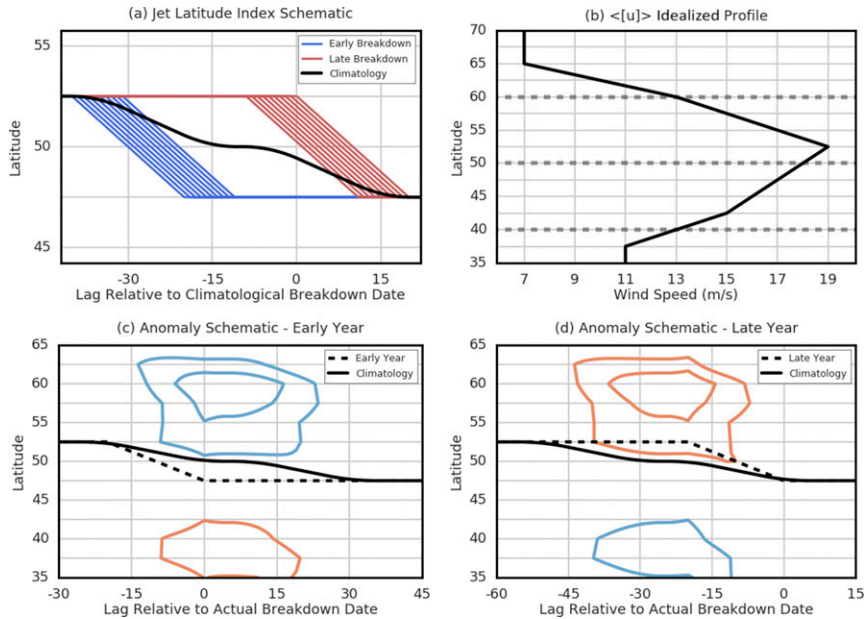 (a) Jet Latitude Index Schematic
Early Breakdown
Late Breakdown
Climatology
55
50
45
Latitude
-30 -15 0 15
Lag Relative to Climatological Breakdown Date
(b) <[u]> Idealized Profile
70
65
60
55
50
45
40
35
Latitude
7 9 11 13 15 17 19
Wind Speed (m/s)
(c) Anomaly Schematic - Early Year
Early Year
Climatology
65
60
55
50
45
40
35
Latitude
-30 -15 0 15 30 45
Lag Relative to Actual Breakdown Date
(d) Anomaly Schematic - Late Year
Late Year
Climatology
65
60
55
50
45
40
35
Latitude
-60 -45 -30 -15 0 15
Lag Relative to Actual Breakdown Date